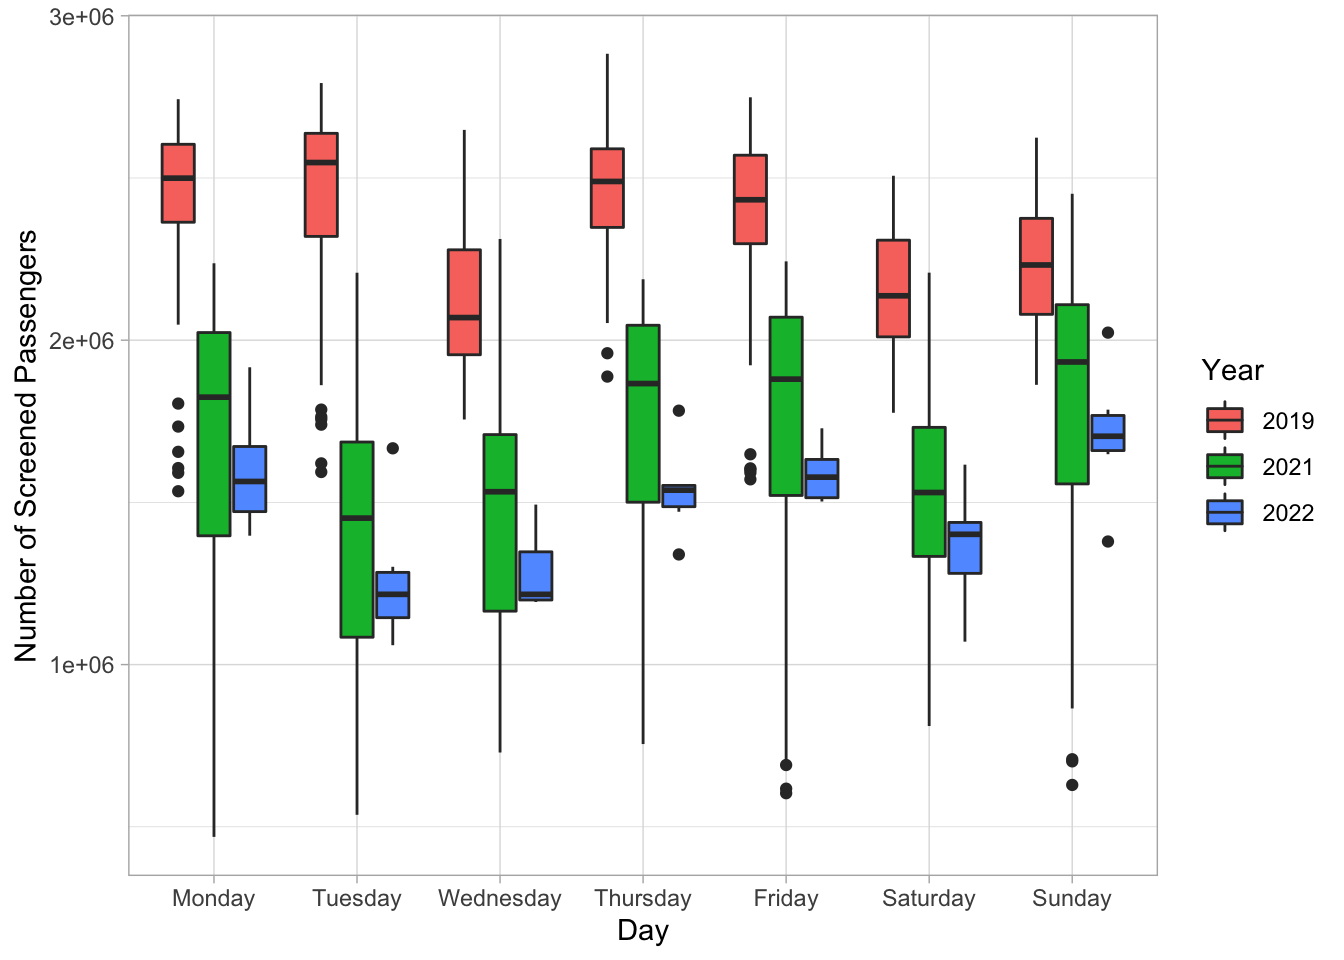 Number of Screened Passengers
3e+06
2e+06
1e+06
Monday
Tuesday
Wednesday
Thursday
Friday
Saturday
Sunday
Day
Year
2019
2021
2022